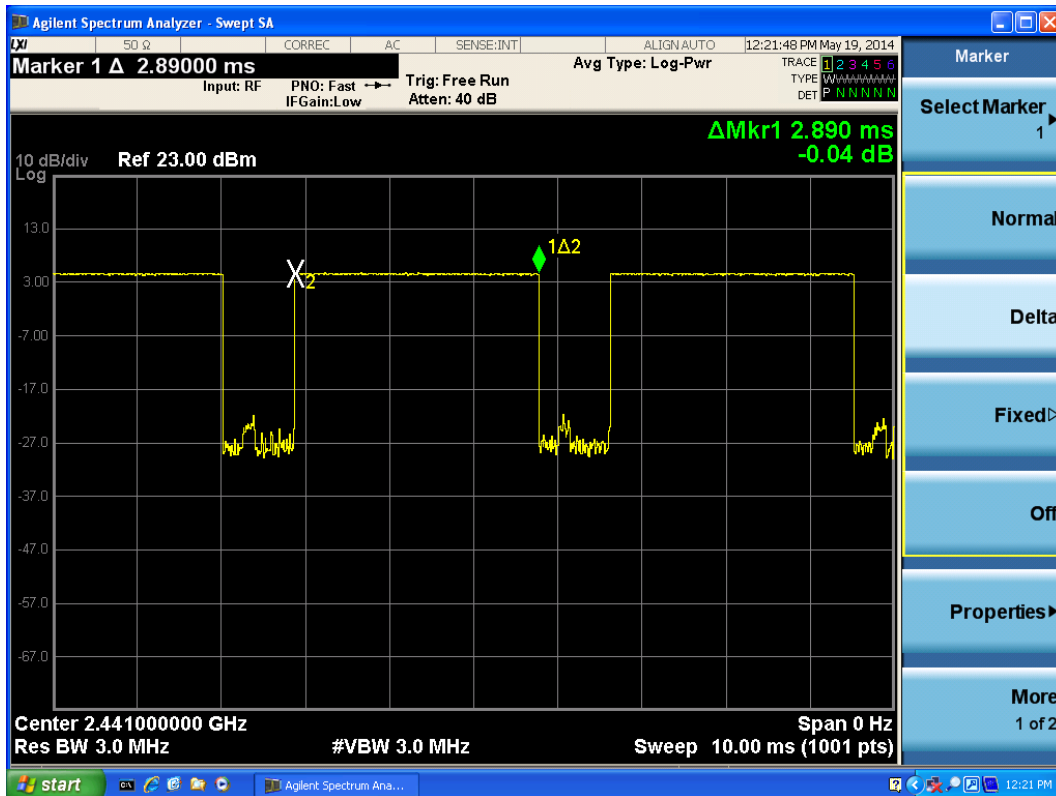 Agilent Spectrum Analyzer - Swept SA
LXI 50 Ω CORREC AC SENSE:INT ALIGNAUTO 12:21:48 PM May 19, 2014
Marker 1 Δ 2.89000 ms
Input: RF
PNO: Fast
IFGain:Low
Trig: Free Run
Atten: 40 dB
Avg Type: Log-Pwr
TRACE 1 2 3 4 5 6
TYPE WWWWWW
DET P N N N N N
ΔMkr1 2.890 ms
-0.04 dB
10 dB/div Ref 23.00 dBm
Log
13.0
3.00
-7.00
-17.0
-27.0
-37.0
-47.0
-57.0
-67.0
X2
1Δ2
Center 2.441000000 GHz
Span 0 Hz
Res BW 3.0 MHz
#VBW 3.0 MHz
Sweep 10.00 ms (1001 pts)
Marker
Select Marker
1
Normal
Delta
Fixed
Off
Properties
More
1 of 2
start
Agilent Spectrum Ana...
12:21 PM